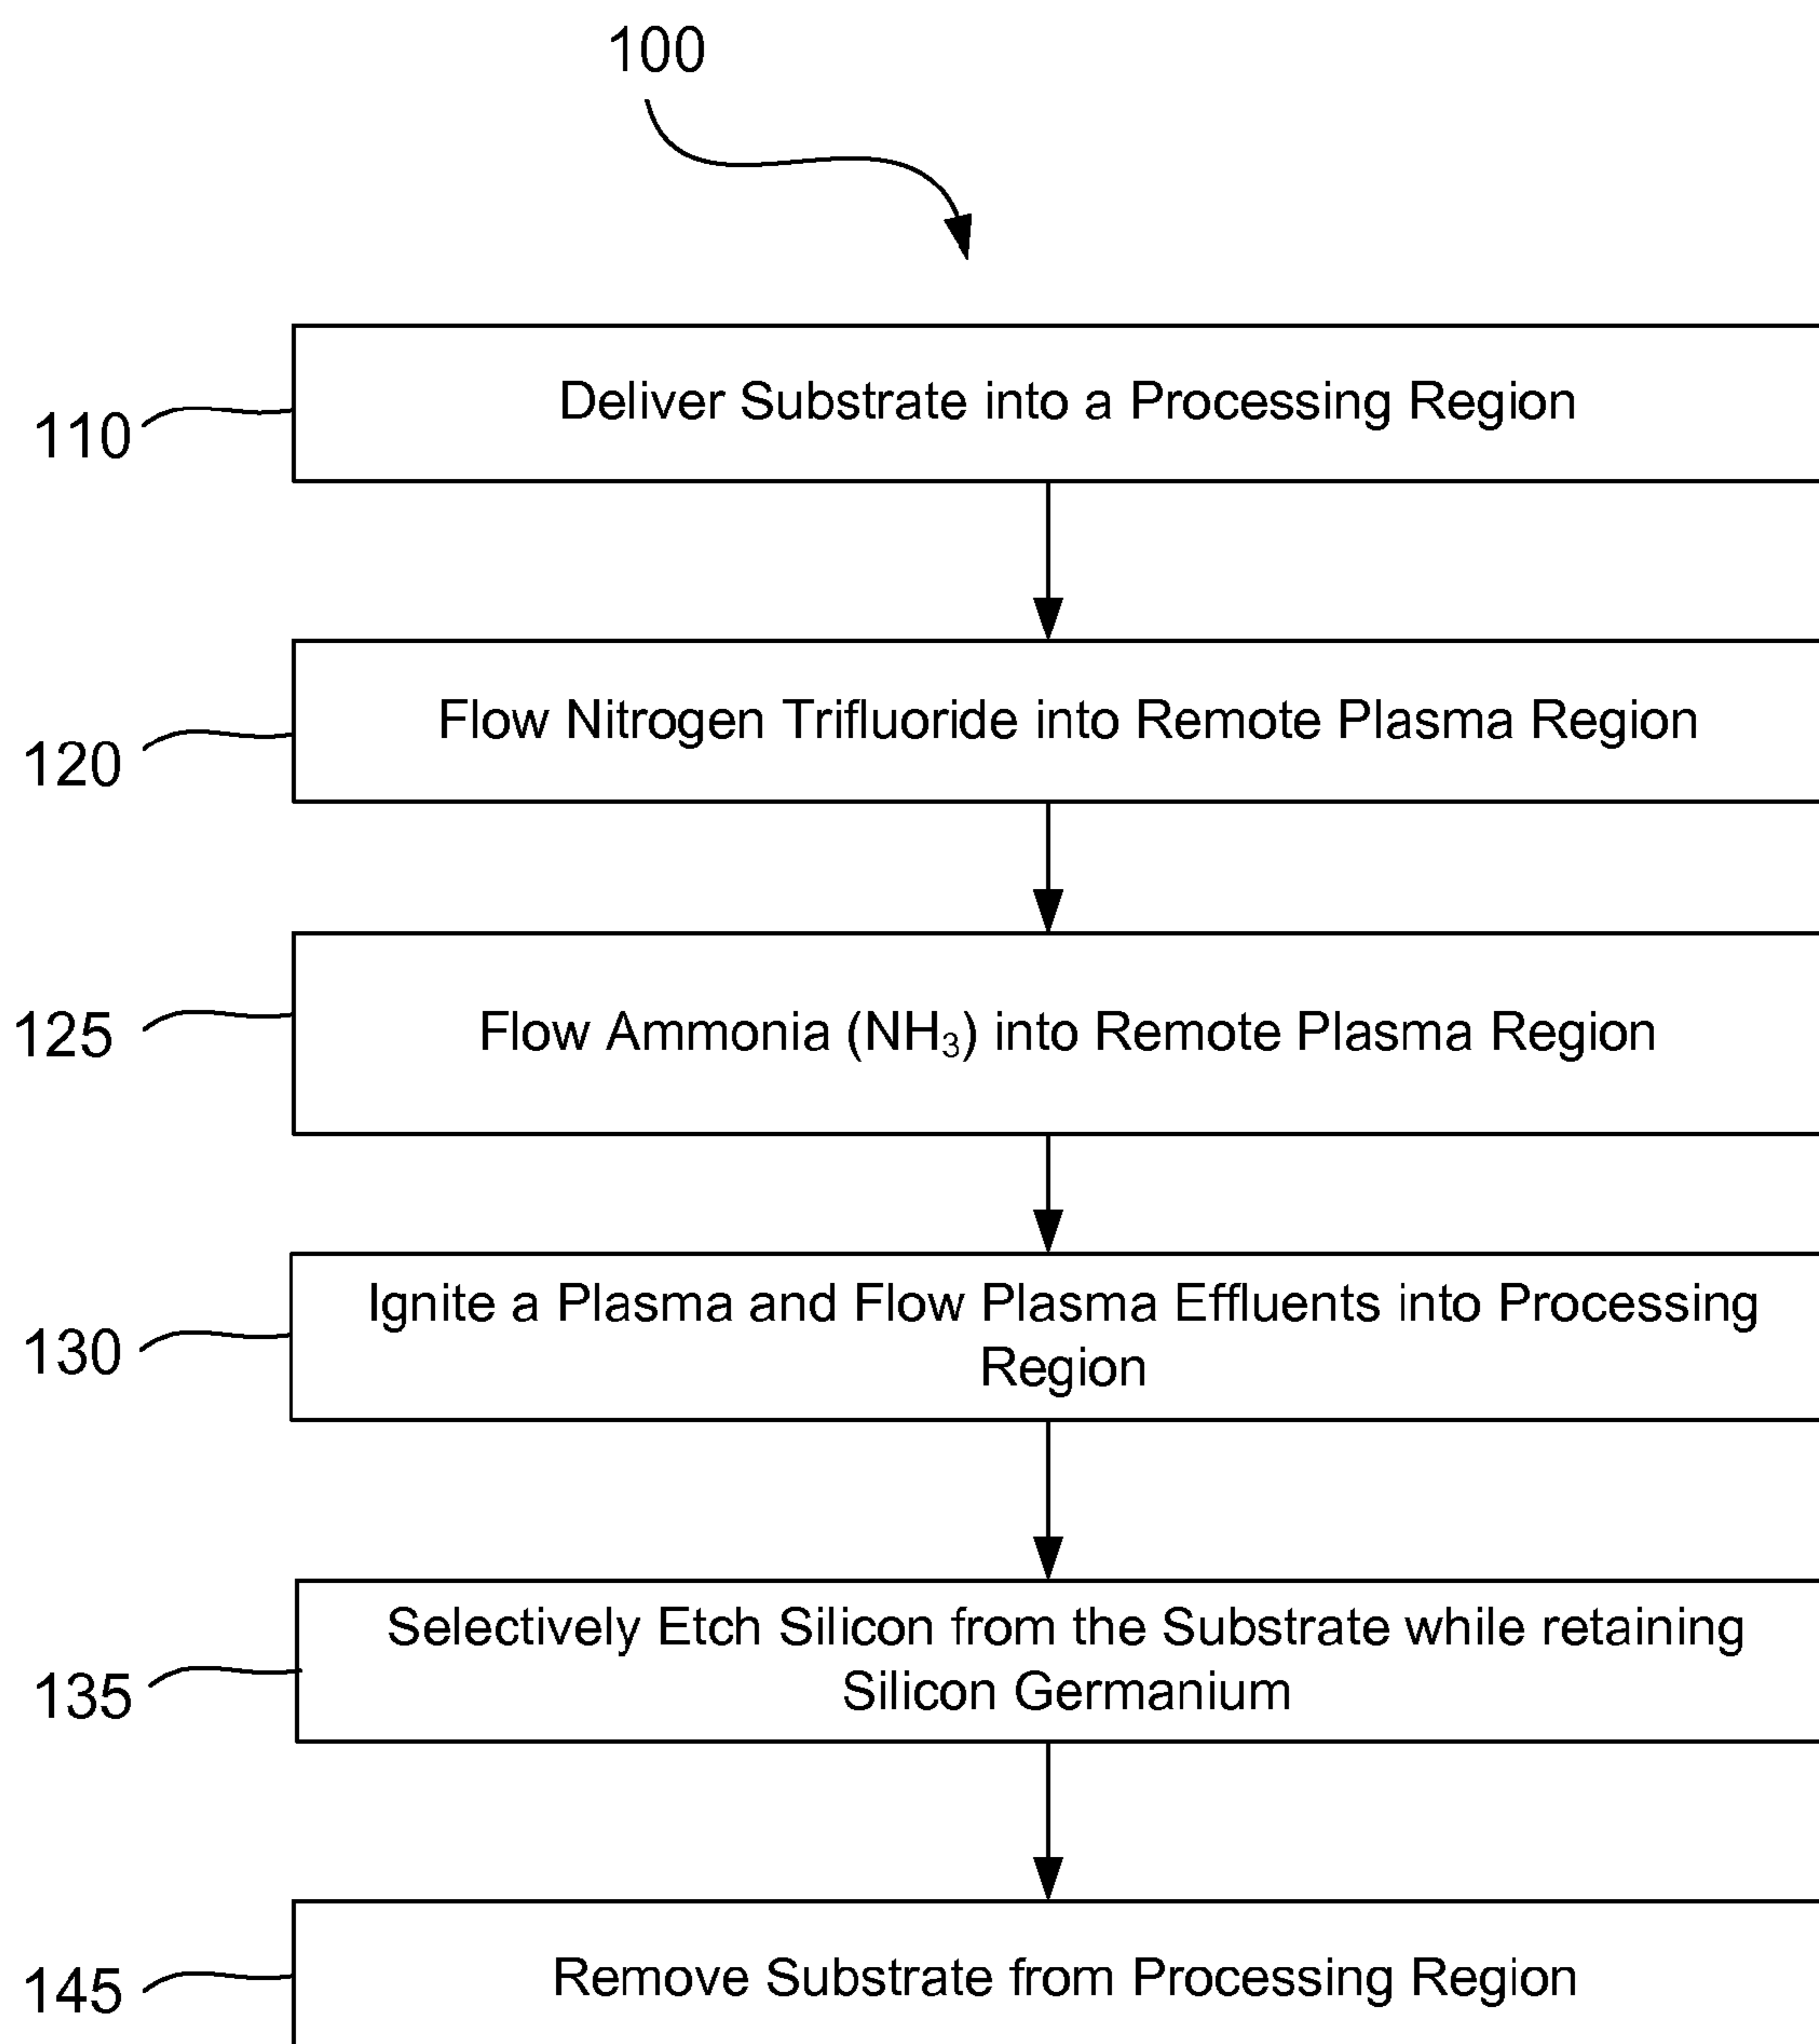 100
110
Deliver Substrate into a Processing Region
120
Flow Nitrogen Trifluoride into Remote Plasma Region
125
Flow Ammonia (NH₃) into Remote Plasma Region
130
Ignite a Plasma and Flow Plasma Effluents into Processing
Region
135
Selectively Etch Silicon from the Substrate while retaining
Silicon Germanium
145
Remove Substrate from Processing Region